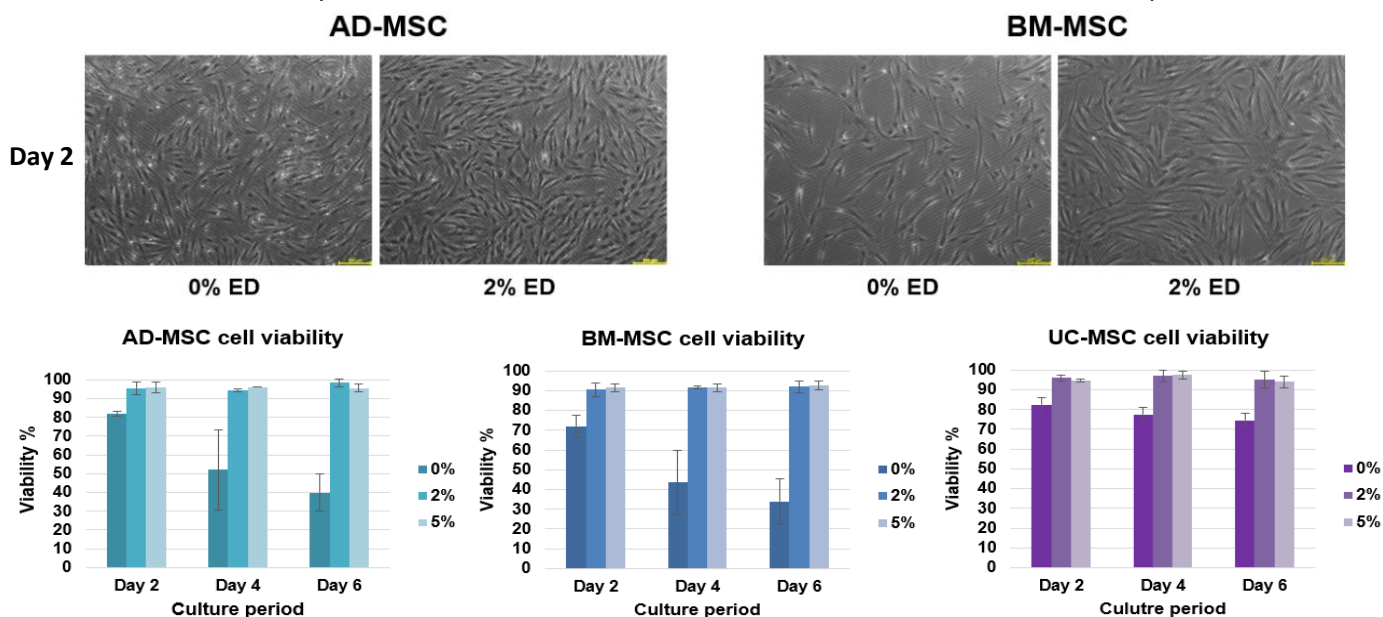 AD-MSC
BM-MSC
Day 2
0% ED
2% ED
0% ED
2% ED
AD-MSC cell viability
100
90
80
70
60
50
40
30
20
10
0
Viability %
Day 2
Day 4
Day 6
Culture period
0%
2%
5%
BM-MSC cell viability
100
90
80
70
60
50
40
30
20
10
0
Viability %
Day 2
Day 4
Day 6
Culture period
0%
2%
5%
UC-MSC cell viability
100
90
80
70
60
50
40
30
20
10
0
Viability %
Day 2
Day 4
Day 6
Culutre period
0%
2%
5%